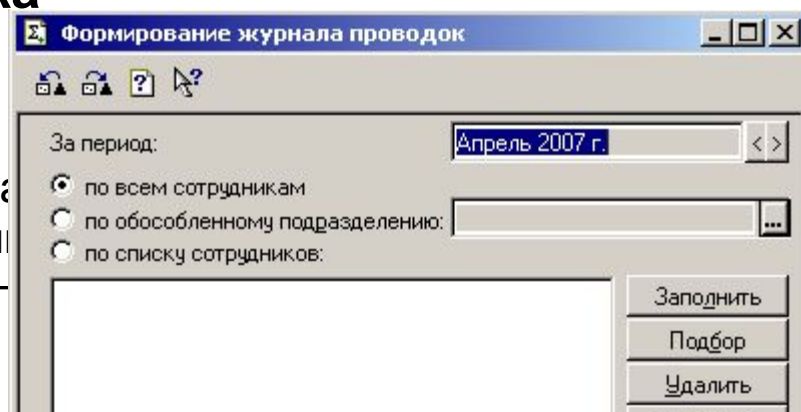 ка
Формирование журнала проводок
За период: Апрель 2007 г. < >
по всем сотрудникам
по обособленному подразделению: ...
по списку сотрудников:
Заполнить
Подбор
Удалить